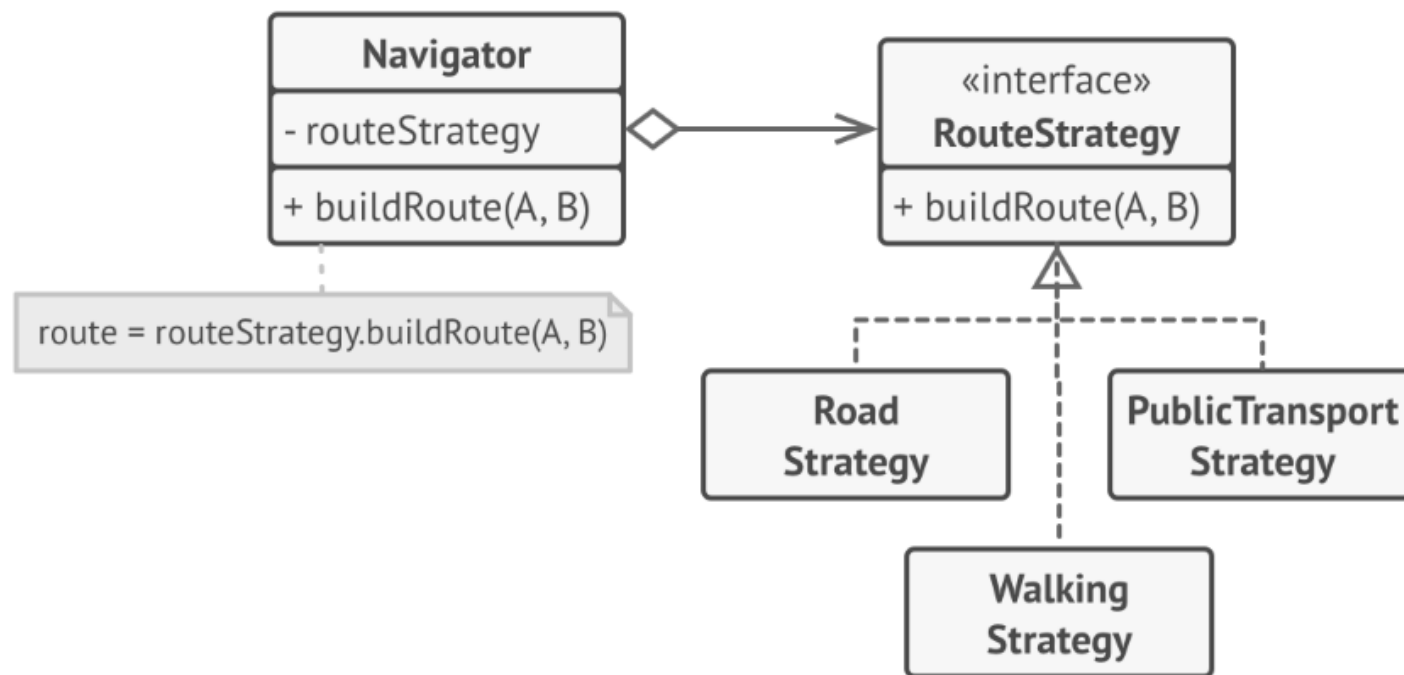 Navigator
- routeStrategy
+ buildRoute(A, B)
route = routeStrategy.buildRoute(A, B)
«interface»
RouteStrategy
+ buildRoute(A, B)
Road
Strategy
PublicTransport
Strategy
Walking
Strategy